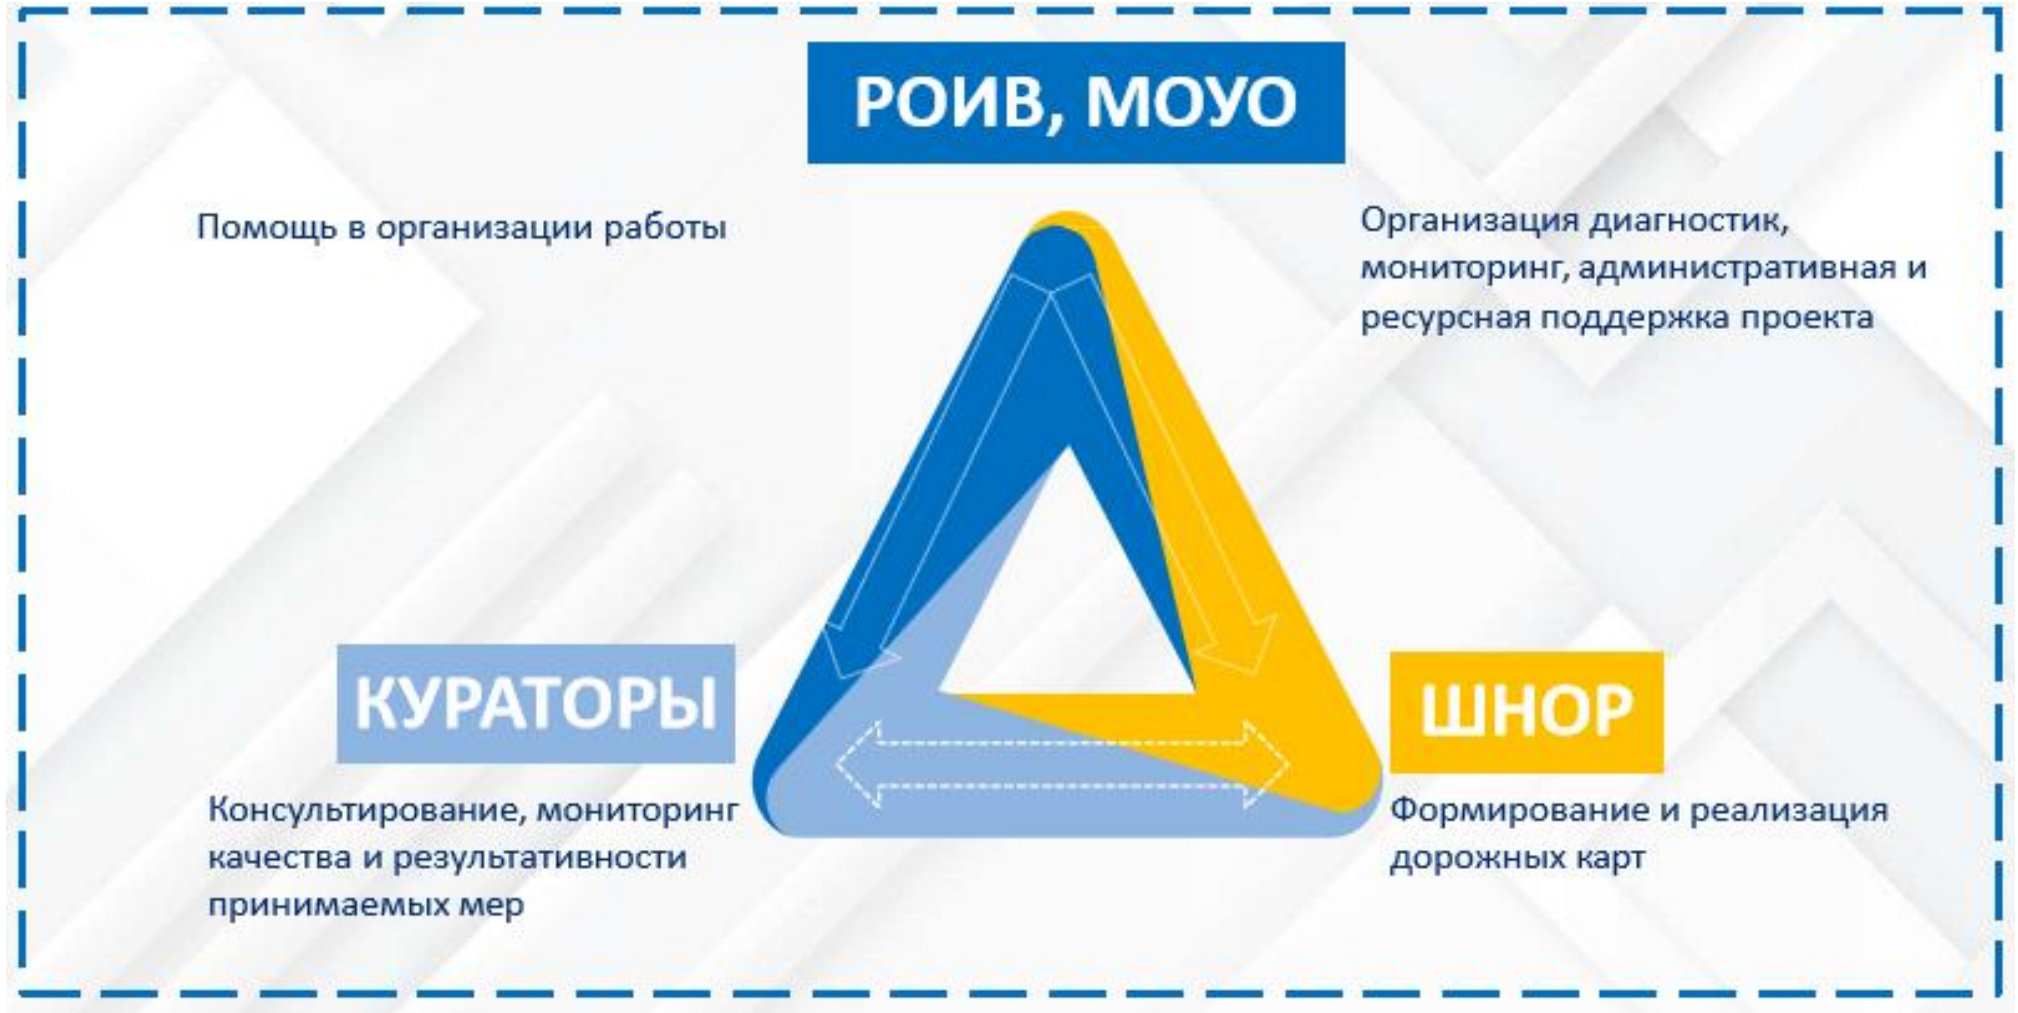 РОИВ, МОУО
Помощь в организации работы
Организация диагностик,
мониторинг, административная и
ресурсная поддержка проекта
КУРАТОРЫ
Консультирование, мониторинг
качества и результативности
принимаемых мер
ШНОР
Формирование и реализация
дорожных карт